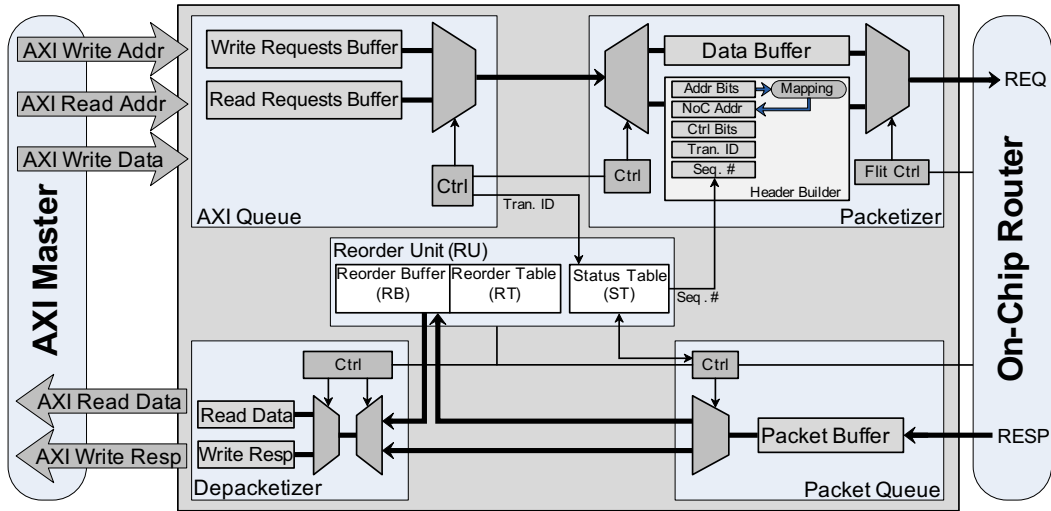 AXI Master
AXI Write Addr
AXI Read Addr
AXI Write Data
AXI Read Data
AXI Write Resp
Write Requests Buffer
Read Requests Buffer
Ctrl
Tran. ID
AXI Queue
Data Buffer
Addr Bits
Mapping
NoC Addr
Ctrl Bits
Tran. ID
Seq. #
Header Builder
Ctrl
Flit Ctrl
Packetizer
Reorder Unit (RU)
Reorder Buffer
(RB)
Reorder Table
(RT)
Status Table
(ST)
Seq. #
Ctrl
Read Data
Write Resp
Depacketizer
Ctrl
Packet Buffer
Packet Queue
REQ
RESP
On-Chip Router